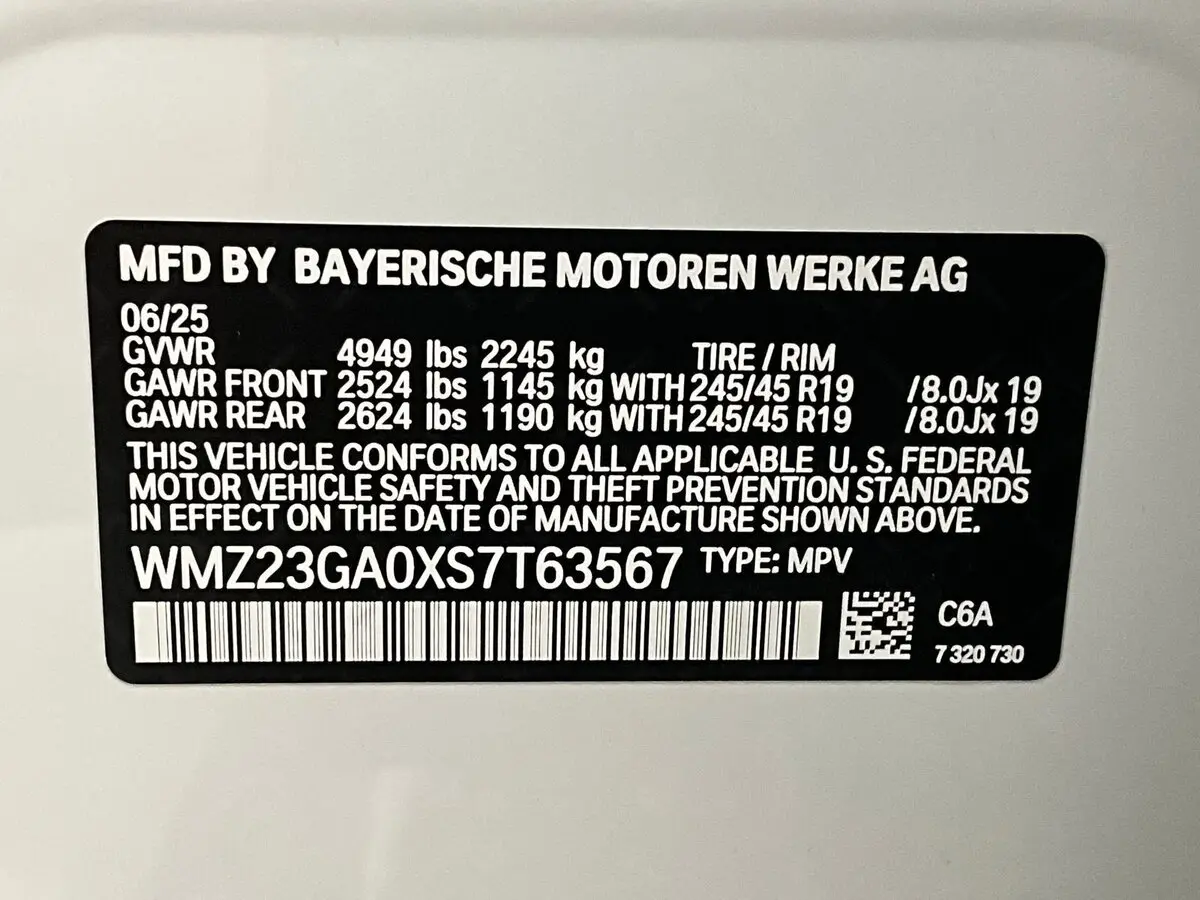 MFD BY BAYERISCHE MOTOREN WERKE AG
06/25
GVWR 4949 lbs 2245 kg TIRE / RIM
GAWR FRONT 2524 lbs 1145 kg WITH 245/45 R19 /8.0Jx 19
GAWR REAR 2624 lbs 1190 kg WITH 245/45 R19 /8.0Jx 19
THIS VEHICLE CONFORMS TO ALL APPLICABLE U. S. FEDERAL
MOTOR VEHICLE SAFETY AND THEFT PREVENTION STANDARDS
IN EFFECT ON THE DATE OF MANUFACTURE SHOWN ABOVE.
WMZ23GA0XS7T63567 TYPE: MPV
C6A
7 320 730